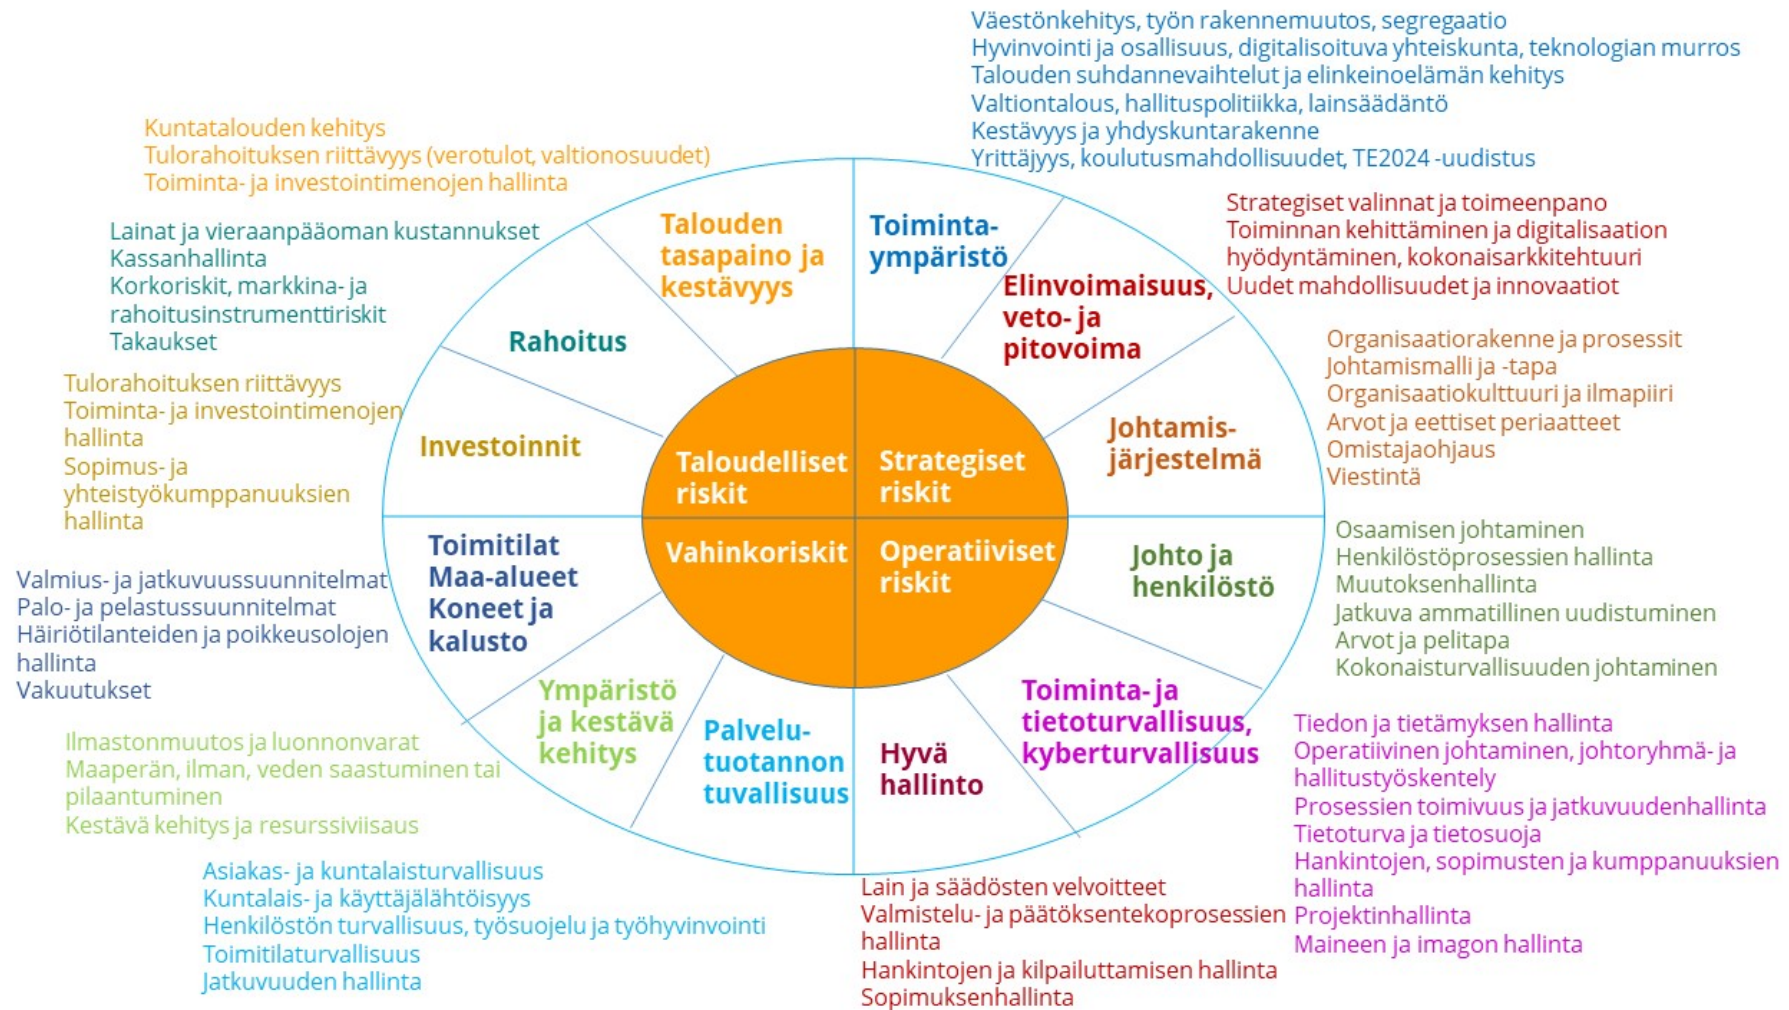 Väestönkehitys, työn rakennemuutos, segregaatio
Hyvinvointi ja osallisuus, digitalisoituva yhteiskunta, teknologian murros
Talouden suhdannevaihtelut ja elinkeinoelämän kehitys
Valtiontalous, hallituspolitiikka, lainsäädäntö
Kestävyys ja yhdyskuntarakenne
Yrittäjyys, koulutusmahdollisuudet, TE2024 -uudistus
Kuntatalouden kehitys
Tulorahoituksen riittävyys (verotulot, valtionosuudet)
Toiminta- ja investointimenojen hallinta
Lainat ja vieraanpääoman kustannukset
Kassanhallinta
Korkoriskit, markkina- ja
rahoitusinstrumenttiriskit
Takaukset
Tulorahoituksen riittävyys
Toiminta- ja investointimenojen
hallinta
Sopimus- ja
yhteistyökumppanuuksien
hallinta
Valmius- ja jatkuvuussuunnitelmat
Palo- ja pelastussuunnitelmat
Häiriötilanteiden ja poikkeusolojen
hallinta
Vakuutukset
Ilmastonmuutos ja luonnonvarat
Maaperän, ilman, veden saastuminen tai
pilaantuminen
Kestävä kehitys ja resurssiviisaus
Asiakas- ja kuntalaisturvallisuus
Kuntalais- ja käyttäjälähtöisyys
Henkilöstön turvallisuus, työsuojelu ja työhyvinvointi
Toimitilaturvallisuus
Jatkuvuuden hallinta
Talouden
tasapaino ja
kestävyys
Rahoitus
Investoinnit
Toimitilat
Maa-alueet
Koneet ja
kalusto
Ympäristö
ja kestävä
kehitys
Palvelu-
tuotannon
tuvallisuus
Taloudelliset
riskit
Strategiset
riskit
Vahinkoriskit
Operatiiviset
riskit
Toiminta-
ympäristö
Elinvoimaisuus,
veto- ja
pitovoima
Johtamis-
järjestelmä
Johto ja
henkilöstö
Toiminta- ja
tietoturvallisuus,
kyberturvallisuus
Hyvä
hallinto
Strategiset valinnat ja toimeenpano
Toiminnan kehittäminen ja digitalisaation
hyödyntäminen, kokonaisarkkitehtuuri
Uudet mahdollisuudet ja innovaatiot
Organisaatiorakenne ja prosessit
Johtamismalli ja -tapa
Organisaatiokulttuuri ja ilmapiiri
Arvot ja eettiset periaatteet
Omistajaohjaus
Viestintä
Osaamisen johtaminen
Henkilöstöprosessien hallinta
Muutoksenhallinta
Jatkuva ammatillinen uudistuminen
Arvot ja pelitapa
Kokonaisturvallisuuden johtaminen
Tiedon ja tietämyksen hallinta
Operatiivinen johtaminen, johtoryhmä- ja
hallitustyöskentely
Prosessien toimivuus ja jatkuvuudenhallinta
Tietoturva ja tietosuoja
Hankintojen, sopimusten ja kumppanuuksien
hallinta
Projektinhallinta
Maineen ja imagon hallinta
Lain ja säädösten velvoitteet
Valmistelu- ja päätöksentekoprosessien
hallinta
Hankintojen ja kilpailuttamisen hallinta
Sopimuksenhallinta